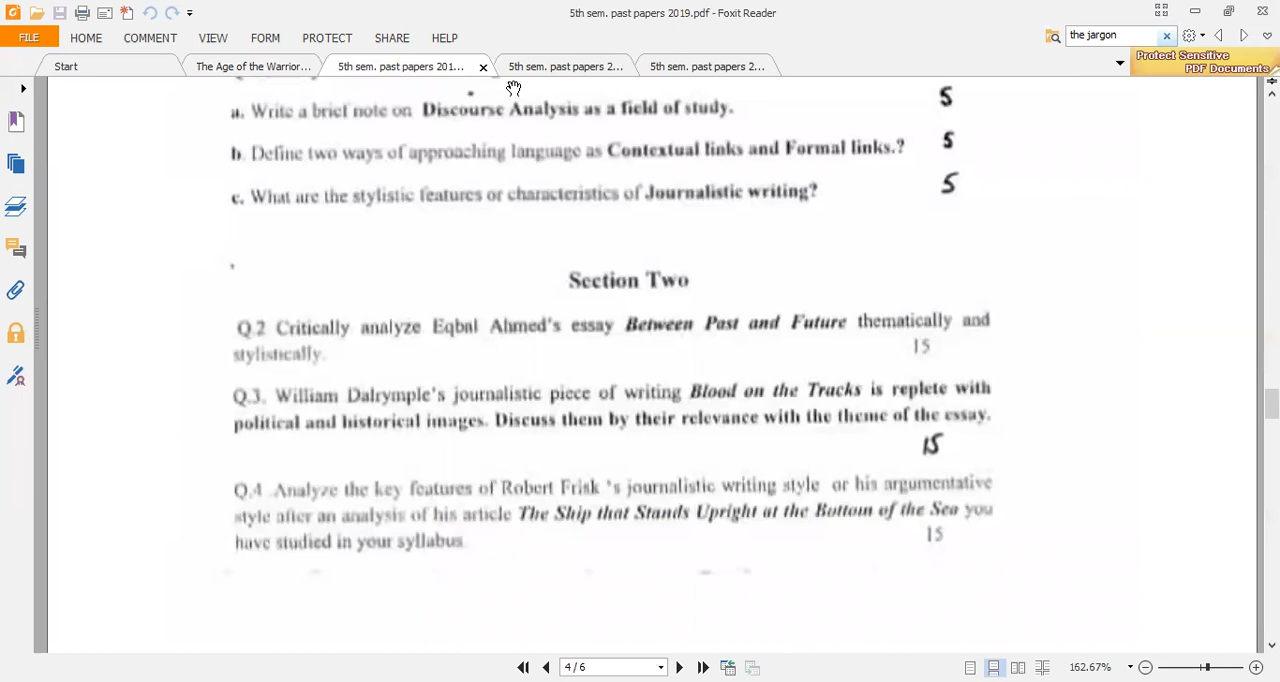 5th sem. past papers 2019.pdf - Foxit Reader
FILE HOME COMMENT VIEW FORM PROTECT SHARE HELP
the jargon
Start
The Age of the Warrior...
5th sem. past papers 201...
5th sem. past papers 2...
5th sem. past papers 2...
Protect Sensitive
PDF Documents
a. Write a brief note on Discourse Analysis as a field of study. 5
b. Define two ways of approaching language as Contextual links and Formal links.? 5
c. What are the stylistic features or characteristics of Journalistic writing? 5
Section Two
Q.2 Critically analyze Eqbal Ahmed's essay Between Past and Future thematically and
stylistically. 15
Q.3. William Dalrymple's journalistic piece of writing Blood on the Tracks is replete with
political and historical images. Discuss them by their relevance with the theme of the essay.
15
Q.4 Analyze the key features of Robert Frisk 's journalistic writing style or his argumentative
style after an analysis of his article The Ship that Stands Upright at the Bottom of the Sea you
have studied in your syllabus 15
4 / 6
162.67%